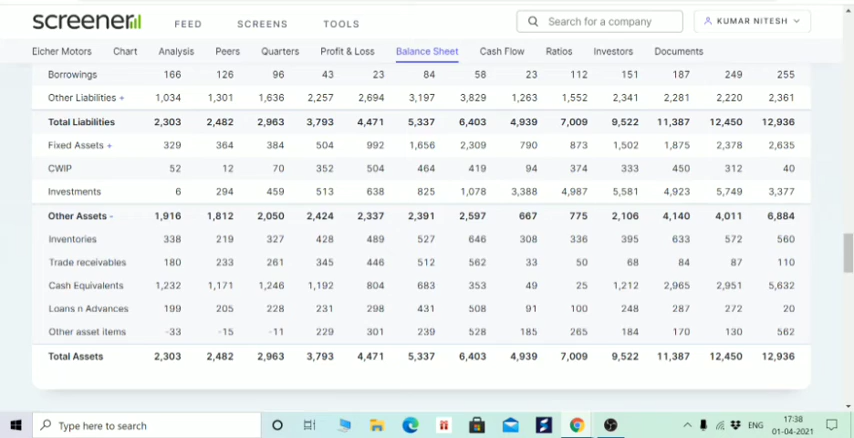 screener
FEED SCREENS TOOLS Search for a company KUMAR NITESH
Eicher Motors Chart Analysis Peers Quarters Profit & Loss Balance Sheet Cash Flow Ratios Investors Documents
Borrowings 166 126 96 43 23 84 58 23 112 151 187 249 255
Other Liabilities + 1,034 1,301 1,636 2,257 2,694 3,197 3,829 1,263 1,552 2,341 2,281 2,220 2,361
Total Liabilities 2,303 2,482 2,963 3,793 4,471 5,337 6,403 4,939 7,009 9,522 11,387 12,450 12,936
Fixed Assets + 329 364 384 504 992 1,656 2,309 790 873 1,502 1,875 2,378 2,635
CWIP 52 12 70 352 504 464 419 94 374 333 450 312 40
Investments 6 294 459 513 638 825 1,078 3,388 4,987 5,581 4,923 5,749 3,377
Other Assets - 1,916 1,812 2,050 2,424 2,337 2,391 2,597 667 775 2,106 4,140 4,011 6,884
Inventories 338 219 327 428 489 527 646 308 336 395 633 572 560
Trade receivables 180 233 261 345 446 512 562 33 50 68 84 87 110
Cash Equivalents 1,232 1,171 1,246 1,192 804 683 353 49 25 1,212 2,965 2,951 5,632
Loans n Advances 199 205 228 231 298 431 508 91 100 248 287 272 20
Other asset items -33 -15 -11 229 301 239 528 185 265 184 170 130 562
Total Assets 2,303 2,482 2,963 3,793 4,471 5,337 6,403 4,939 7,009 9,522 11,387 12,450 12,936
Type here to search ENG 17:38
01-04-2021